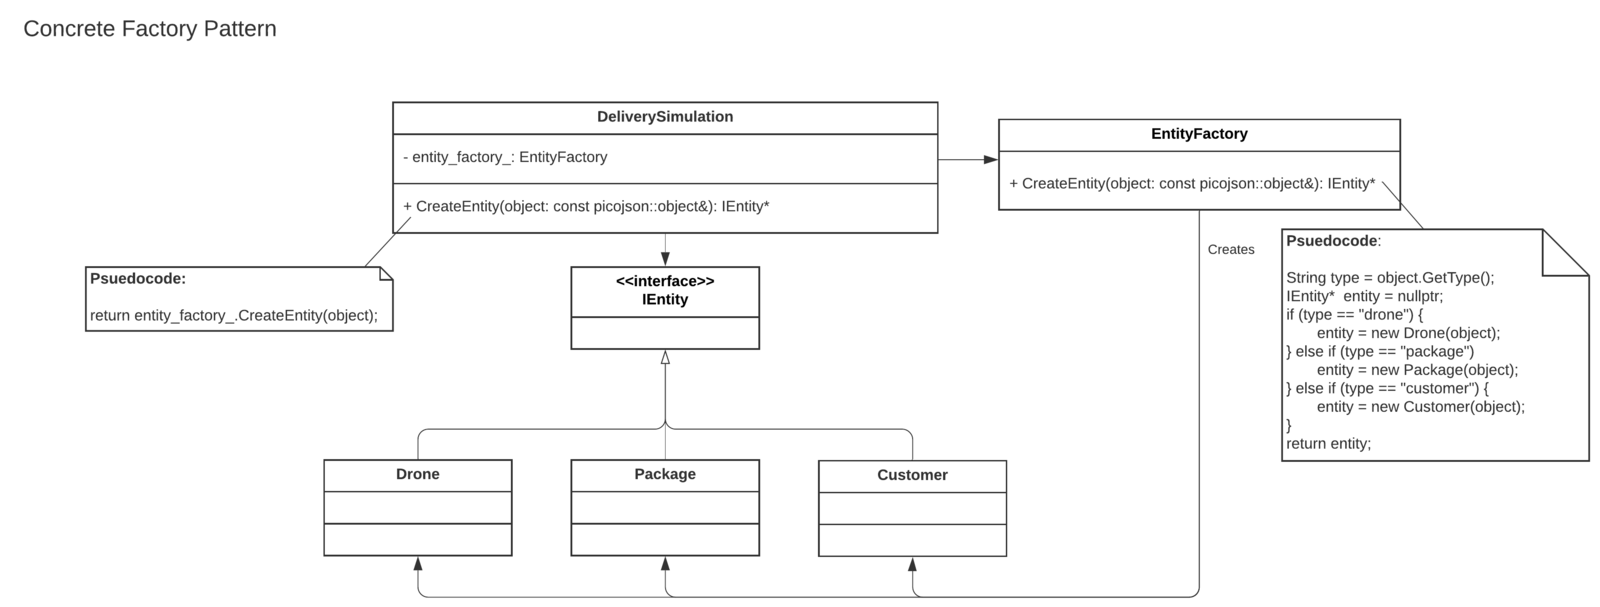 Concrete Factory Pattern
DeliverySimulation
- entity_factory_: EntityFactory
+ CreateEntity(object: const picojson::object&): IEntity*
EntityFactory
+ CreateEntity(object: const picojson::object&): IEntity*
Creates
Psuedocode:
return entity_factory_.CreateEntity(object);
<<interface>>
IEntity
Psuedocode:
String type = object.GetType();
IEntity*  entity = nullptr;
if (type == "drone") {
entity = new Drone(object);
} else if (type == "package")
entity = new Package(object);
} else if (type == "customer") {
entity = new Customer(object);
}
return entity;
Drone
Package
Customer